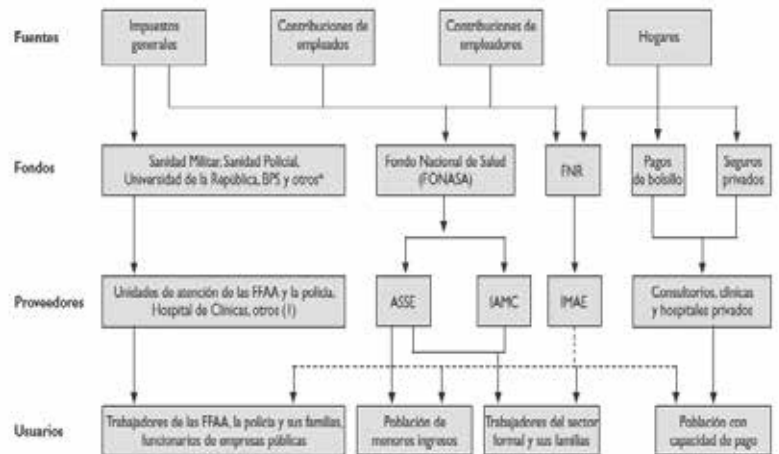 Fuentes
Impuestos
generales
Contribuciones de
empleados
Contribuciones de
empleadores
Hogares
Fondos
Sanidad Militar, Sanidad Policial,
Universidad de la República, BPS y otros*
Fondo Nacional de Salud
(FONASA)
FNR
Pagos
de bolsillo
Seguros
privados
Proveedores
Unidades de atención de las FFAA y la policía,
Hospital de Clínicas, otros (1)
ASSE
IAMC
IMAE
Consultorios, clínicas
y hospitales privados
Usuarios
Trabajadores de las FFAA, la policía y sus familias,
funcionarios de empresas públicas
Población de
menores ingresos
Trabajadores del sector
formal y sus familias
Población con
capacidad de pago